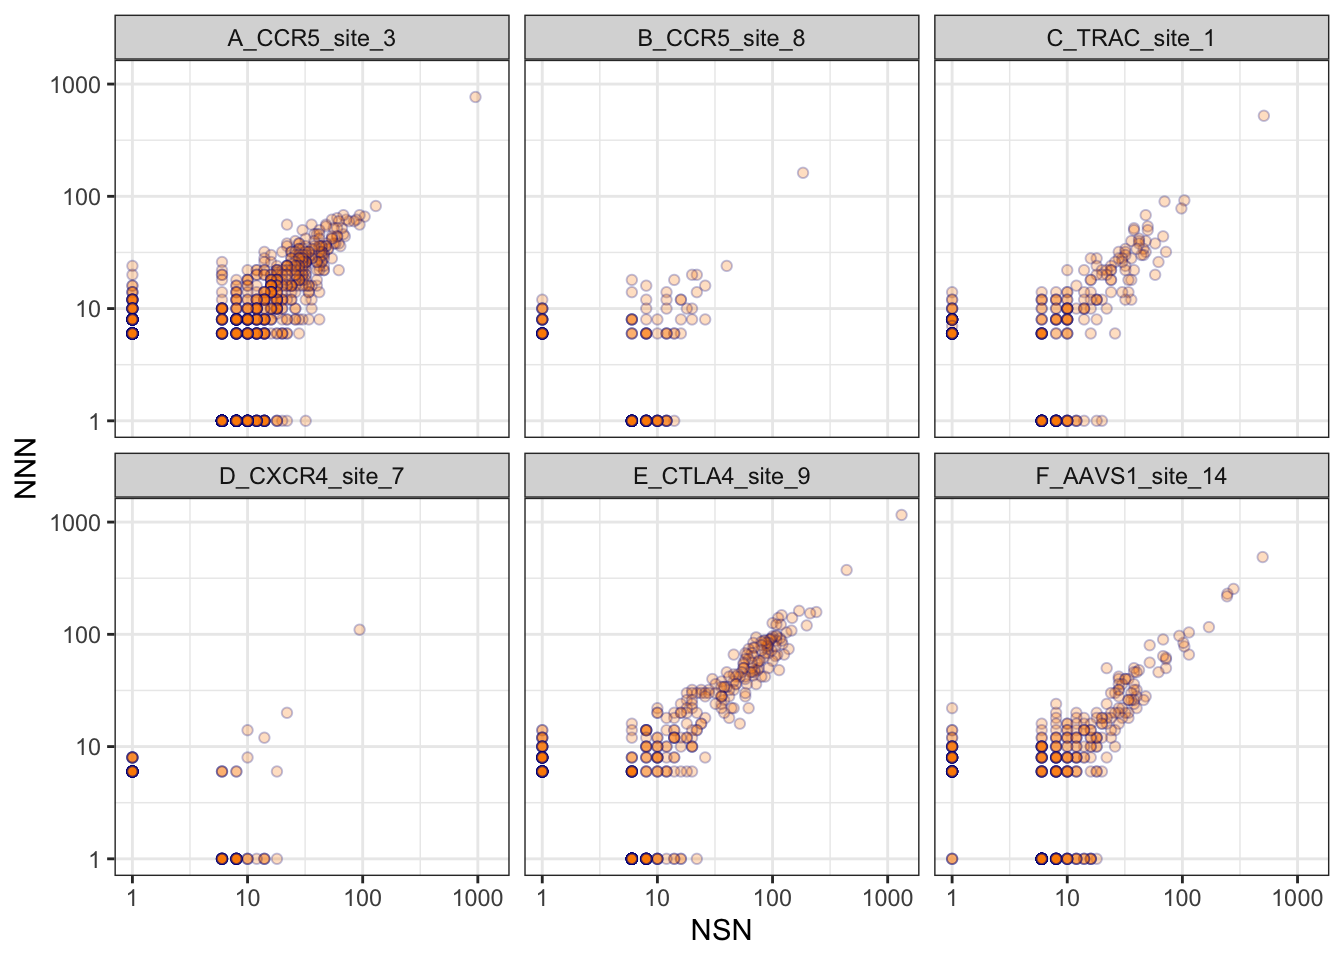 A_CCR5_site_3 B_CCR5_site_8 C_TRAC_site_1
1000
100
10
1
NNN
D_CXCR4_site_7 E_CTLA4_site_9 F_AAVS1_site_14
1000
100
10
1
1 10 100 1000 1 10 100 1000 1 10 100 1000
NSN